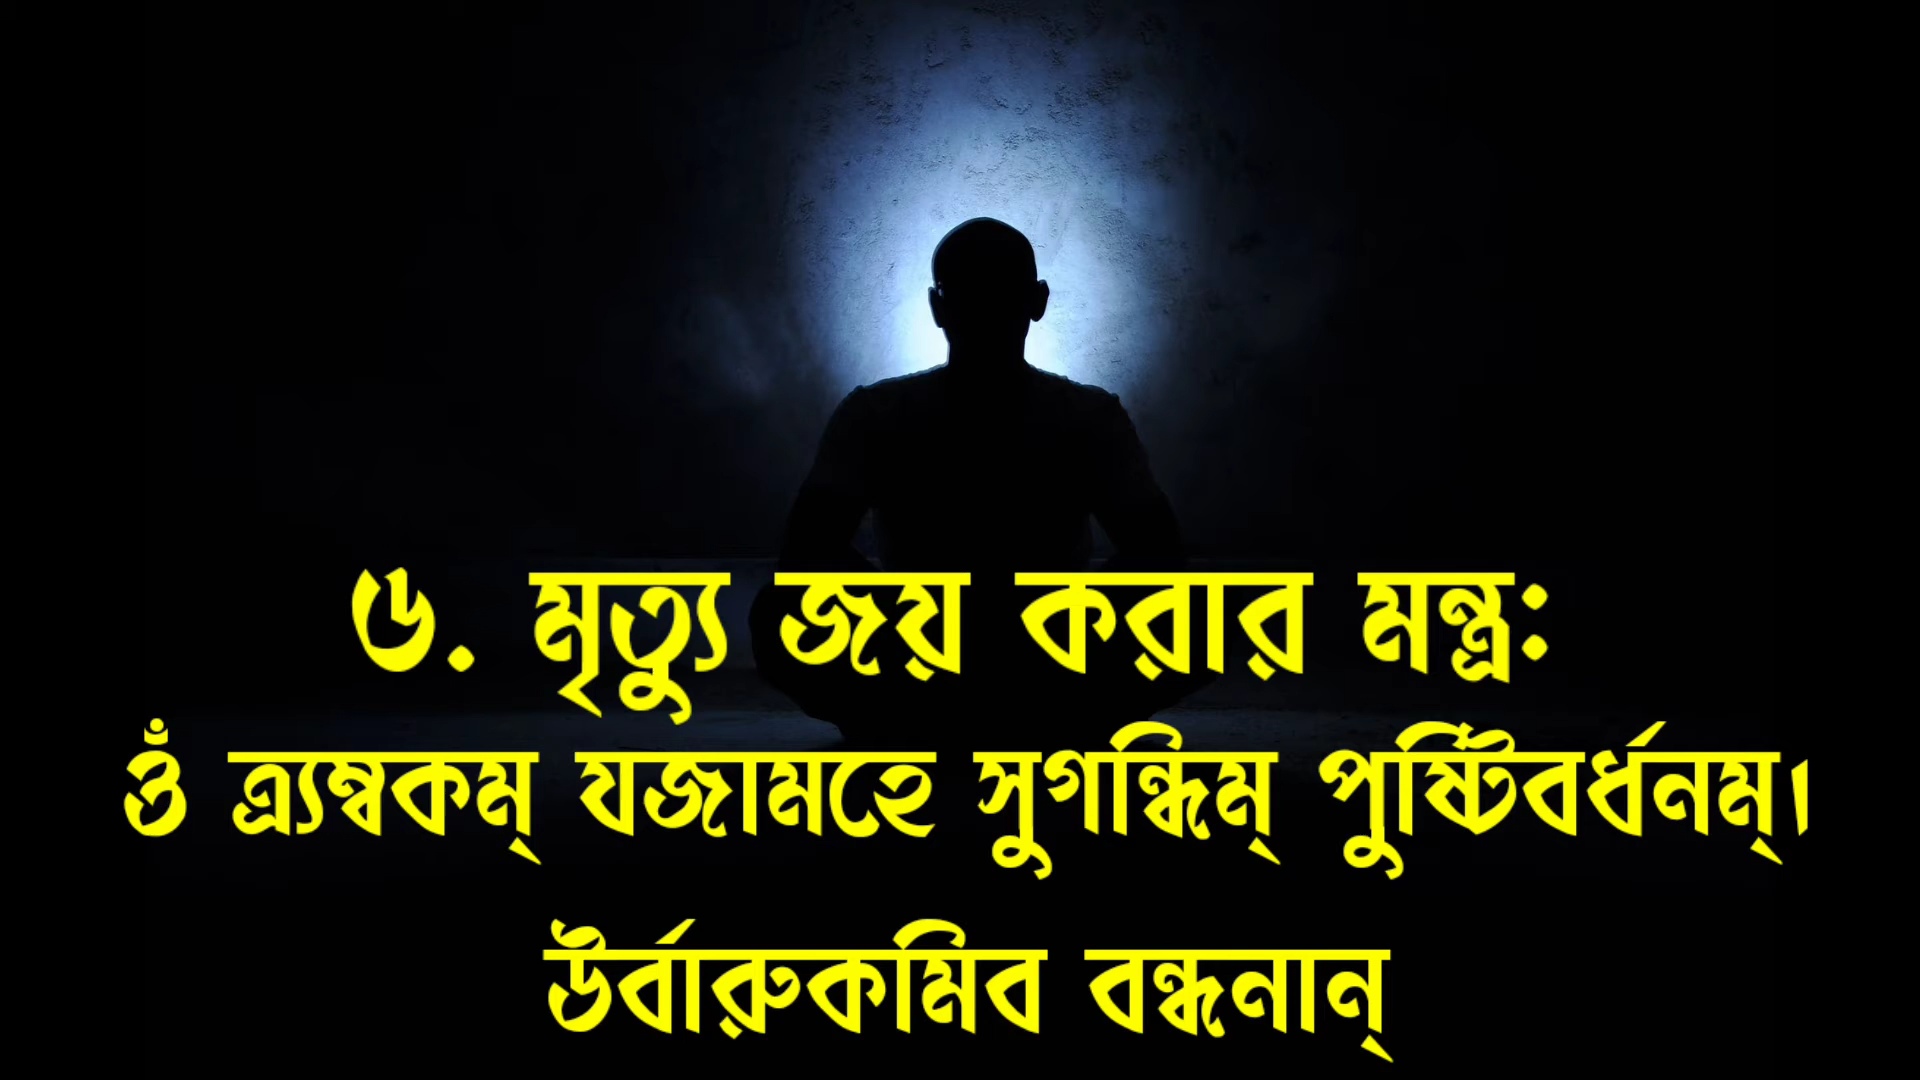 ৬. মৃত্যু জয় করার মন্ত্র:
ওঁ ত্র্যম্বকম্ যজামহে সুগন্ধিম্ পুষ্টিবর্ধনম্।
উর্বারুকমিব বন্ধনান্